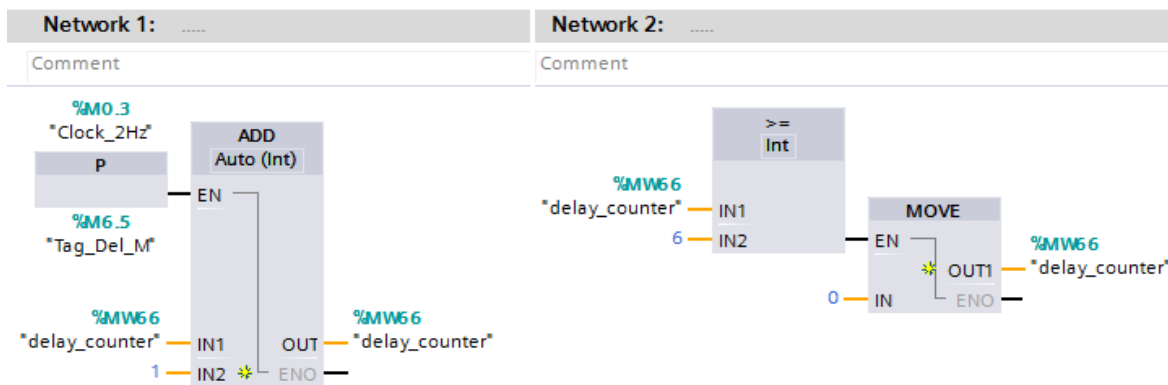 Network 1: .....
Comment
%M0.3
"Clock_2Hz"
P
%M6.5
"Tag_Del_M"
ADD
Auto (Int)
EN
%MW66
"delay_counter"
IN1
1
IN2
OUT
%MW66
"delay_counter"
ENO
Network 2: .....
Comment
>=
Int
%MW66
"delay_counter"
IN1
6
IN2
MOVE
EN
0
IN
OUT1
%MW66
"delay_counter"
ENO